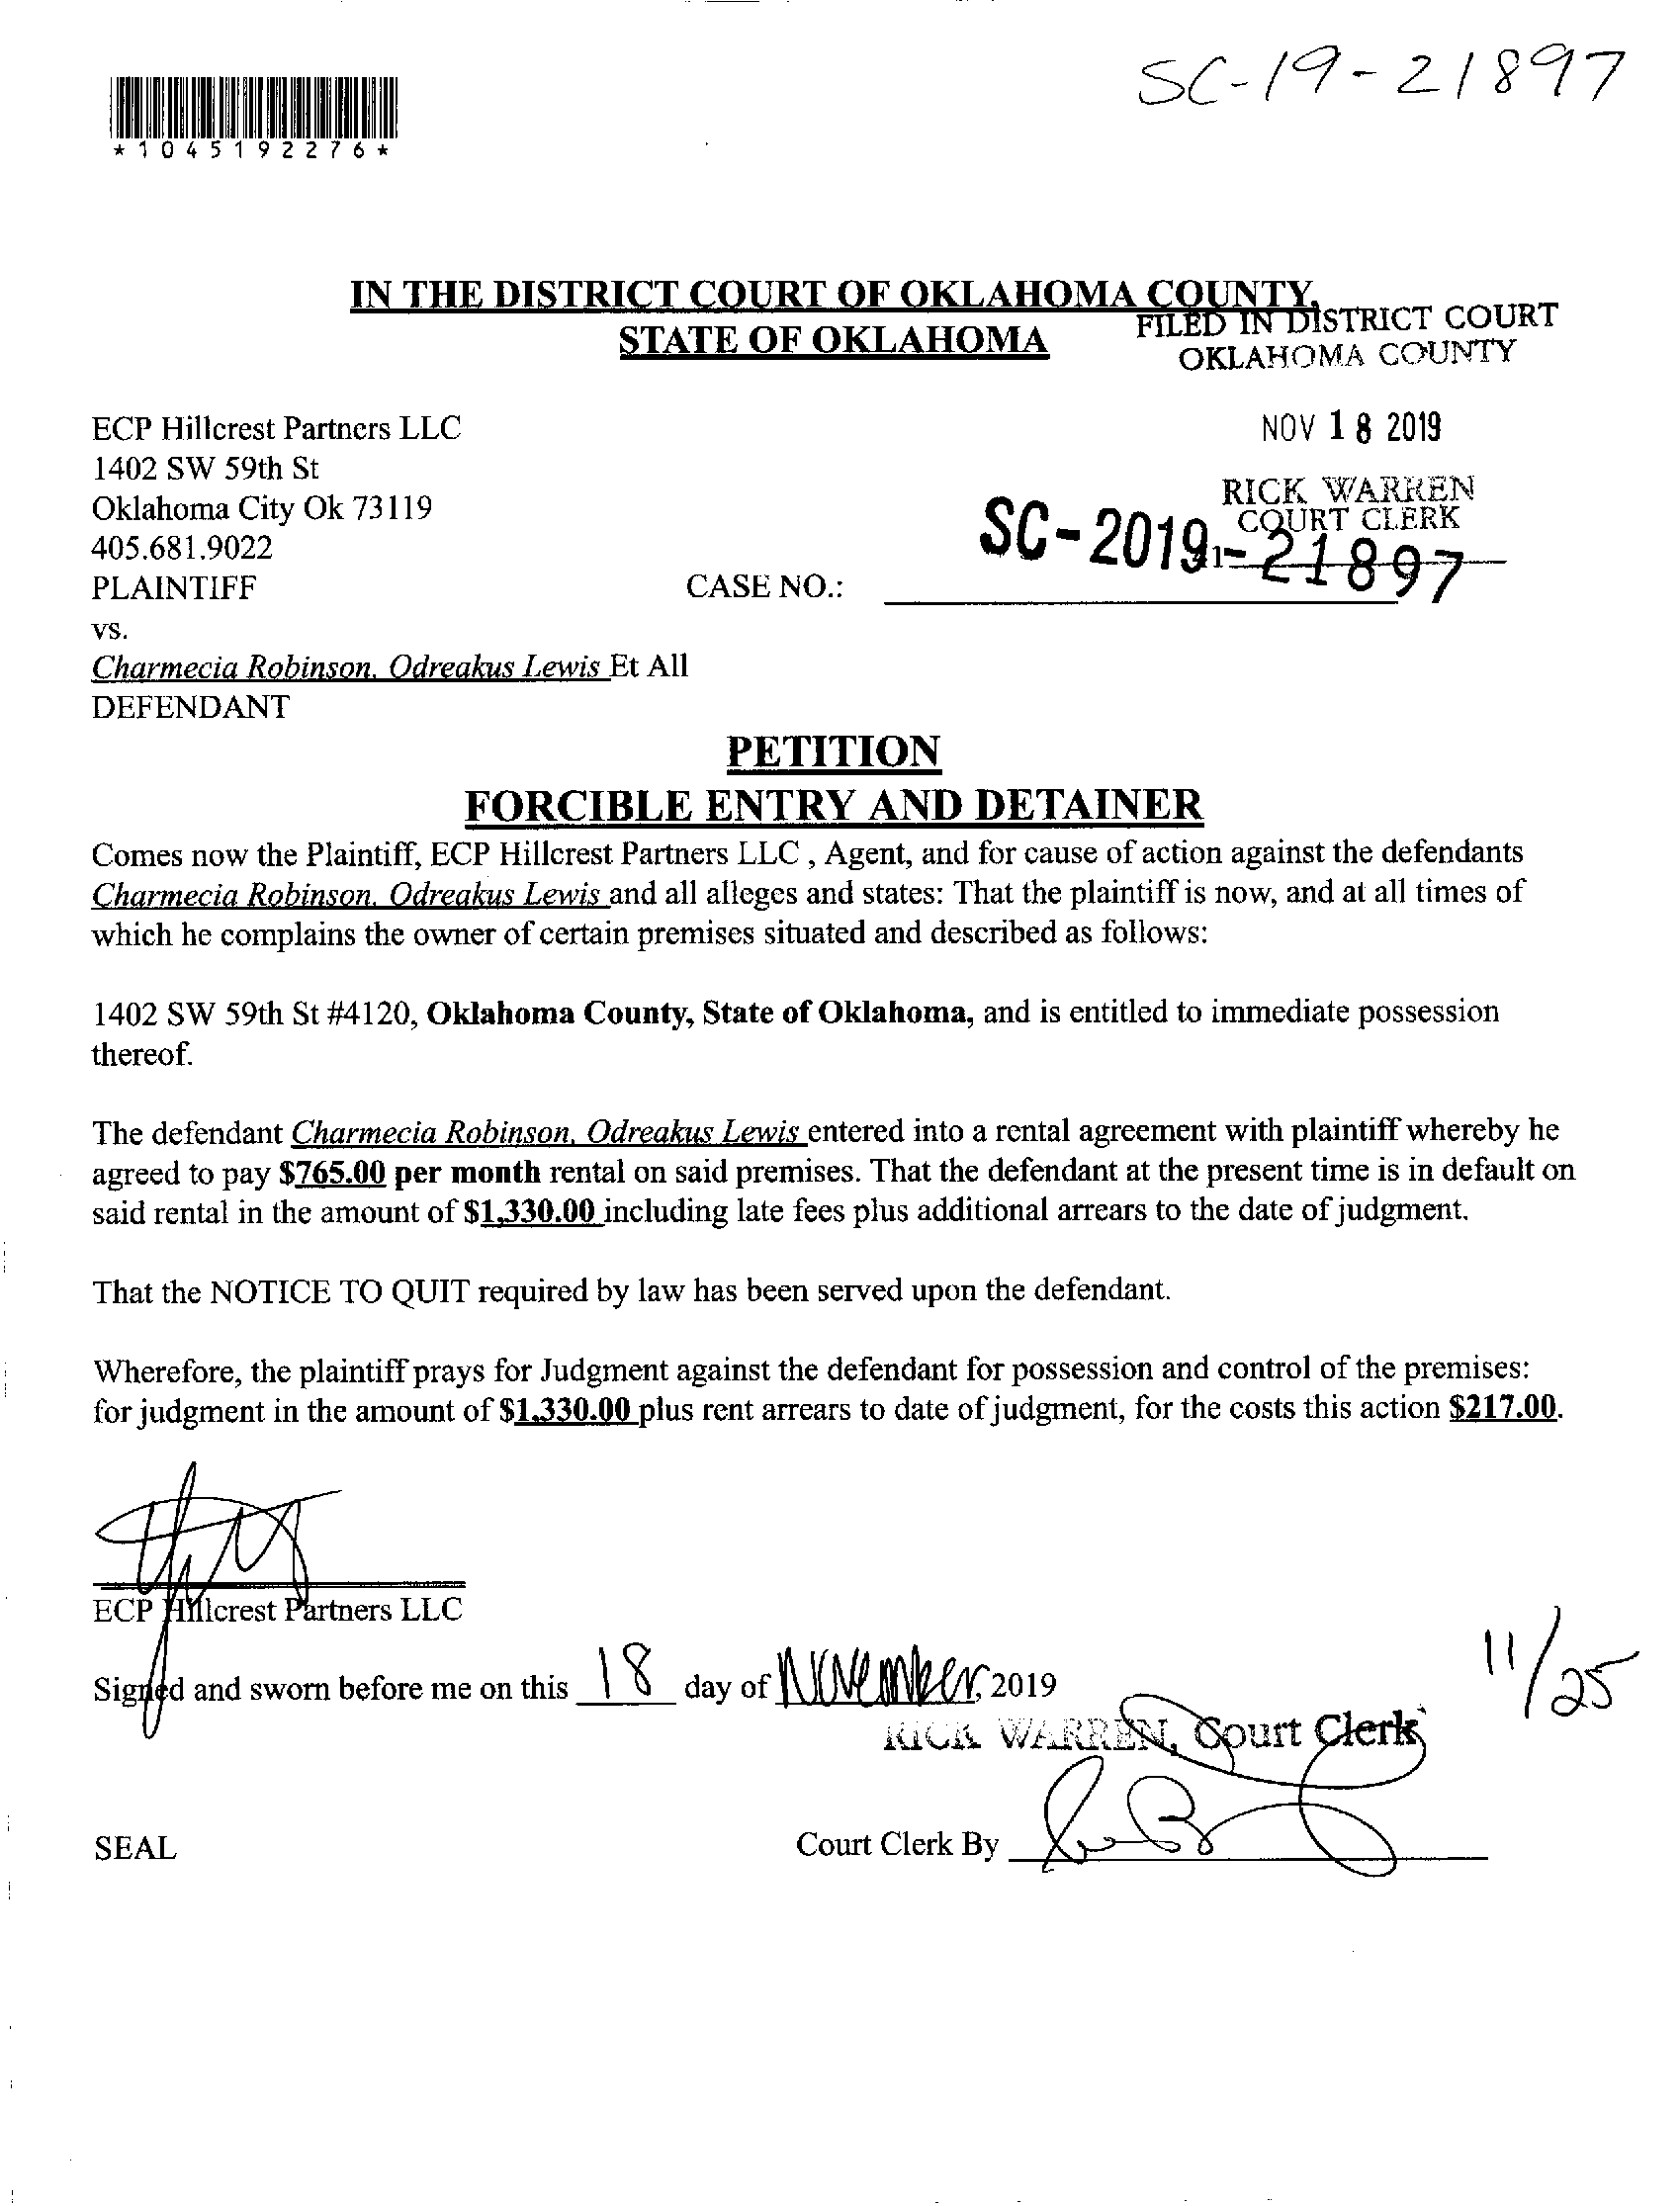 SC-19-21897
*1045192276*
IN THE DISTRICT COURT OF OKLAHOMA COUNTY,
STATE OF OKLAHOMA
FILED IN DISTRICT COURT
OKLAHOMA COUNTY
NOV 18 2019
RICK WARREN
COURT CLERK
ECP Hillcrest Partners LLC
1402 SW 59th St
Oklahoma City Ok 73119
405.681.9022
PLAINTIFF
CASE NO.: SC-2019-21897
vs.
Charmecia Robinson, Odreakus Lewis Et All
DEFENDANT
PETITION
FORCIBLE ENTRY AND DETAINER
Comes now the Plaintiff, ECP Hillcrest Partners LLC , Agent, and for cause of action against the defendants
Charmecia Robinson, Odreakus Lewis and all alleges and states: That the plaintiff is now, and at all times of
which he complains the owner of certain premises situated and described as follows:
1402 SW 59th St #4120, Oklahoma County, State of Oklahoma, and is entitled to immediate possession
thereof.
The defendant Charmecia Robinson, Odreakus Lewis entered into a rental agreement with plaintiff whereby he
agreed to pay $765.00 per month rental on said premises. That the defendant at the present time is in default on
said rental in the amount of $1,330.00 including late fees plus additional arrears to the date of judgment.
That the NOTICE TO QUIT required by law has been served upon the defendant.
Wherefore, the plaintiff prays for Judgment against the defendant for possession and control of the premises:
for judgment in the amount of $1,330.00 plus rent arrears to date of judgment, for the costs this action $217.00.
ECP Hillcrest Partners LLC
Signed and sworn before me on this 18 day of November, 2019
11/25
RICK WARREN, Court Clerk
SEAL
Court Clerk By